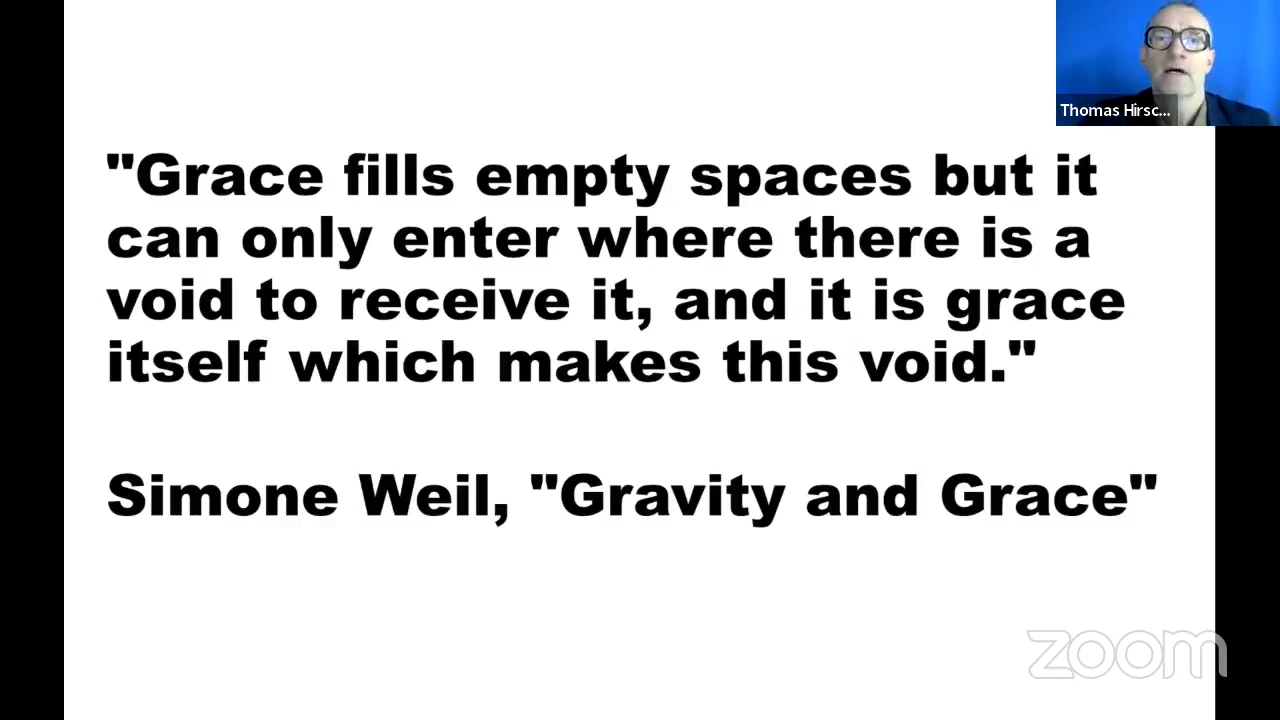 Thomas Hirsc...
"Grace fills empty spaces but it
can only enter where there is a
void to receive it, and it is grace
itself which makes this void."
Simone Weil, "Gravity and Grace"
zoom